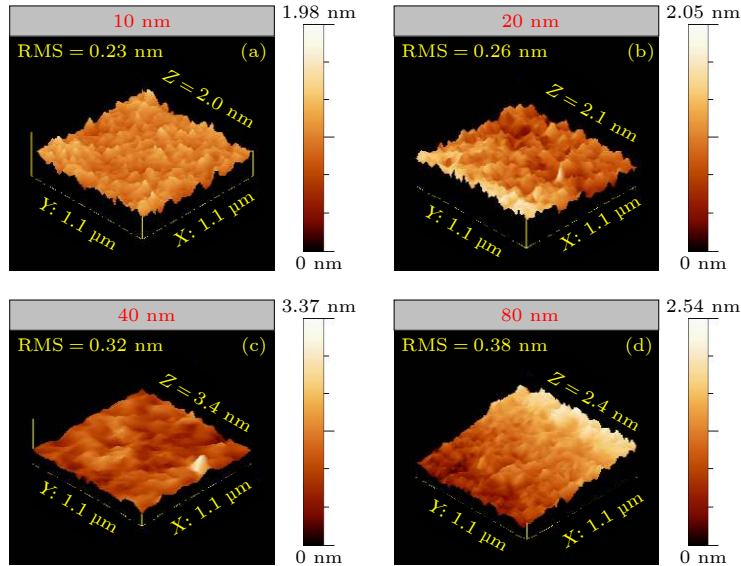 10 nm
1.98 nm
RMS = 0.23 nm (a)
Z = 2.0
Y: 1.1 µm
X: 1.1 µm
0 nm
20 nm
2.05 nm
RMS = 0.26 nm (b)
Z = 2.1
Y: 1.1 µm
X: 1.1 µm
0 nm
40 nm
3.37 nm
RMS = 0.32 nm (c)
Z = 3.4
Y: 1.1 µm
X: 1.1 µm
0 nm
80 nm
2.54 nm
RMS = 0.38 nm (d)
Z = 2.4
Y: 1.1 µm
X: 1.1 µm
0 nm